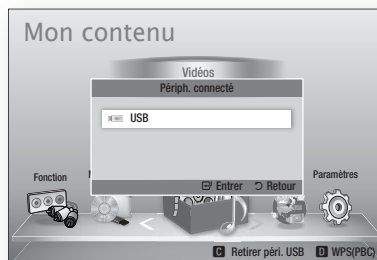 Mon contenu
Vidéos
Périph. connecté
USB
Entrer Retour
Fonction
Paramètres
C Retirer péri. USB D WPS(PBC)